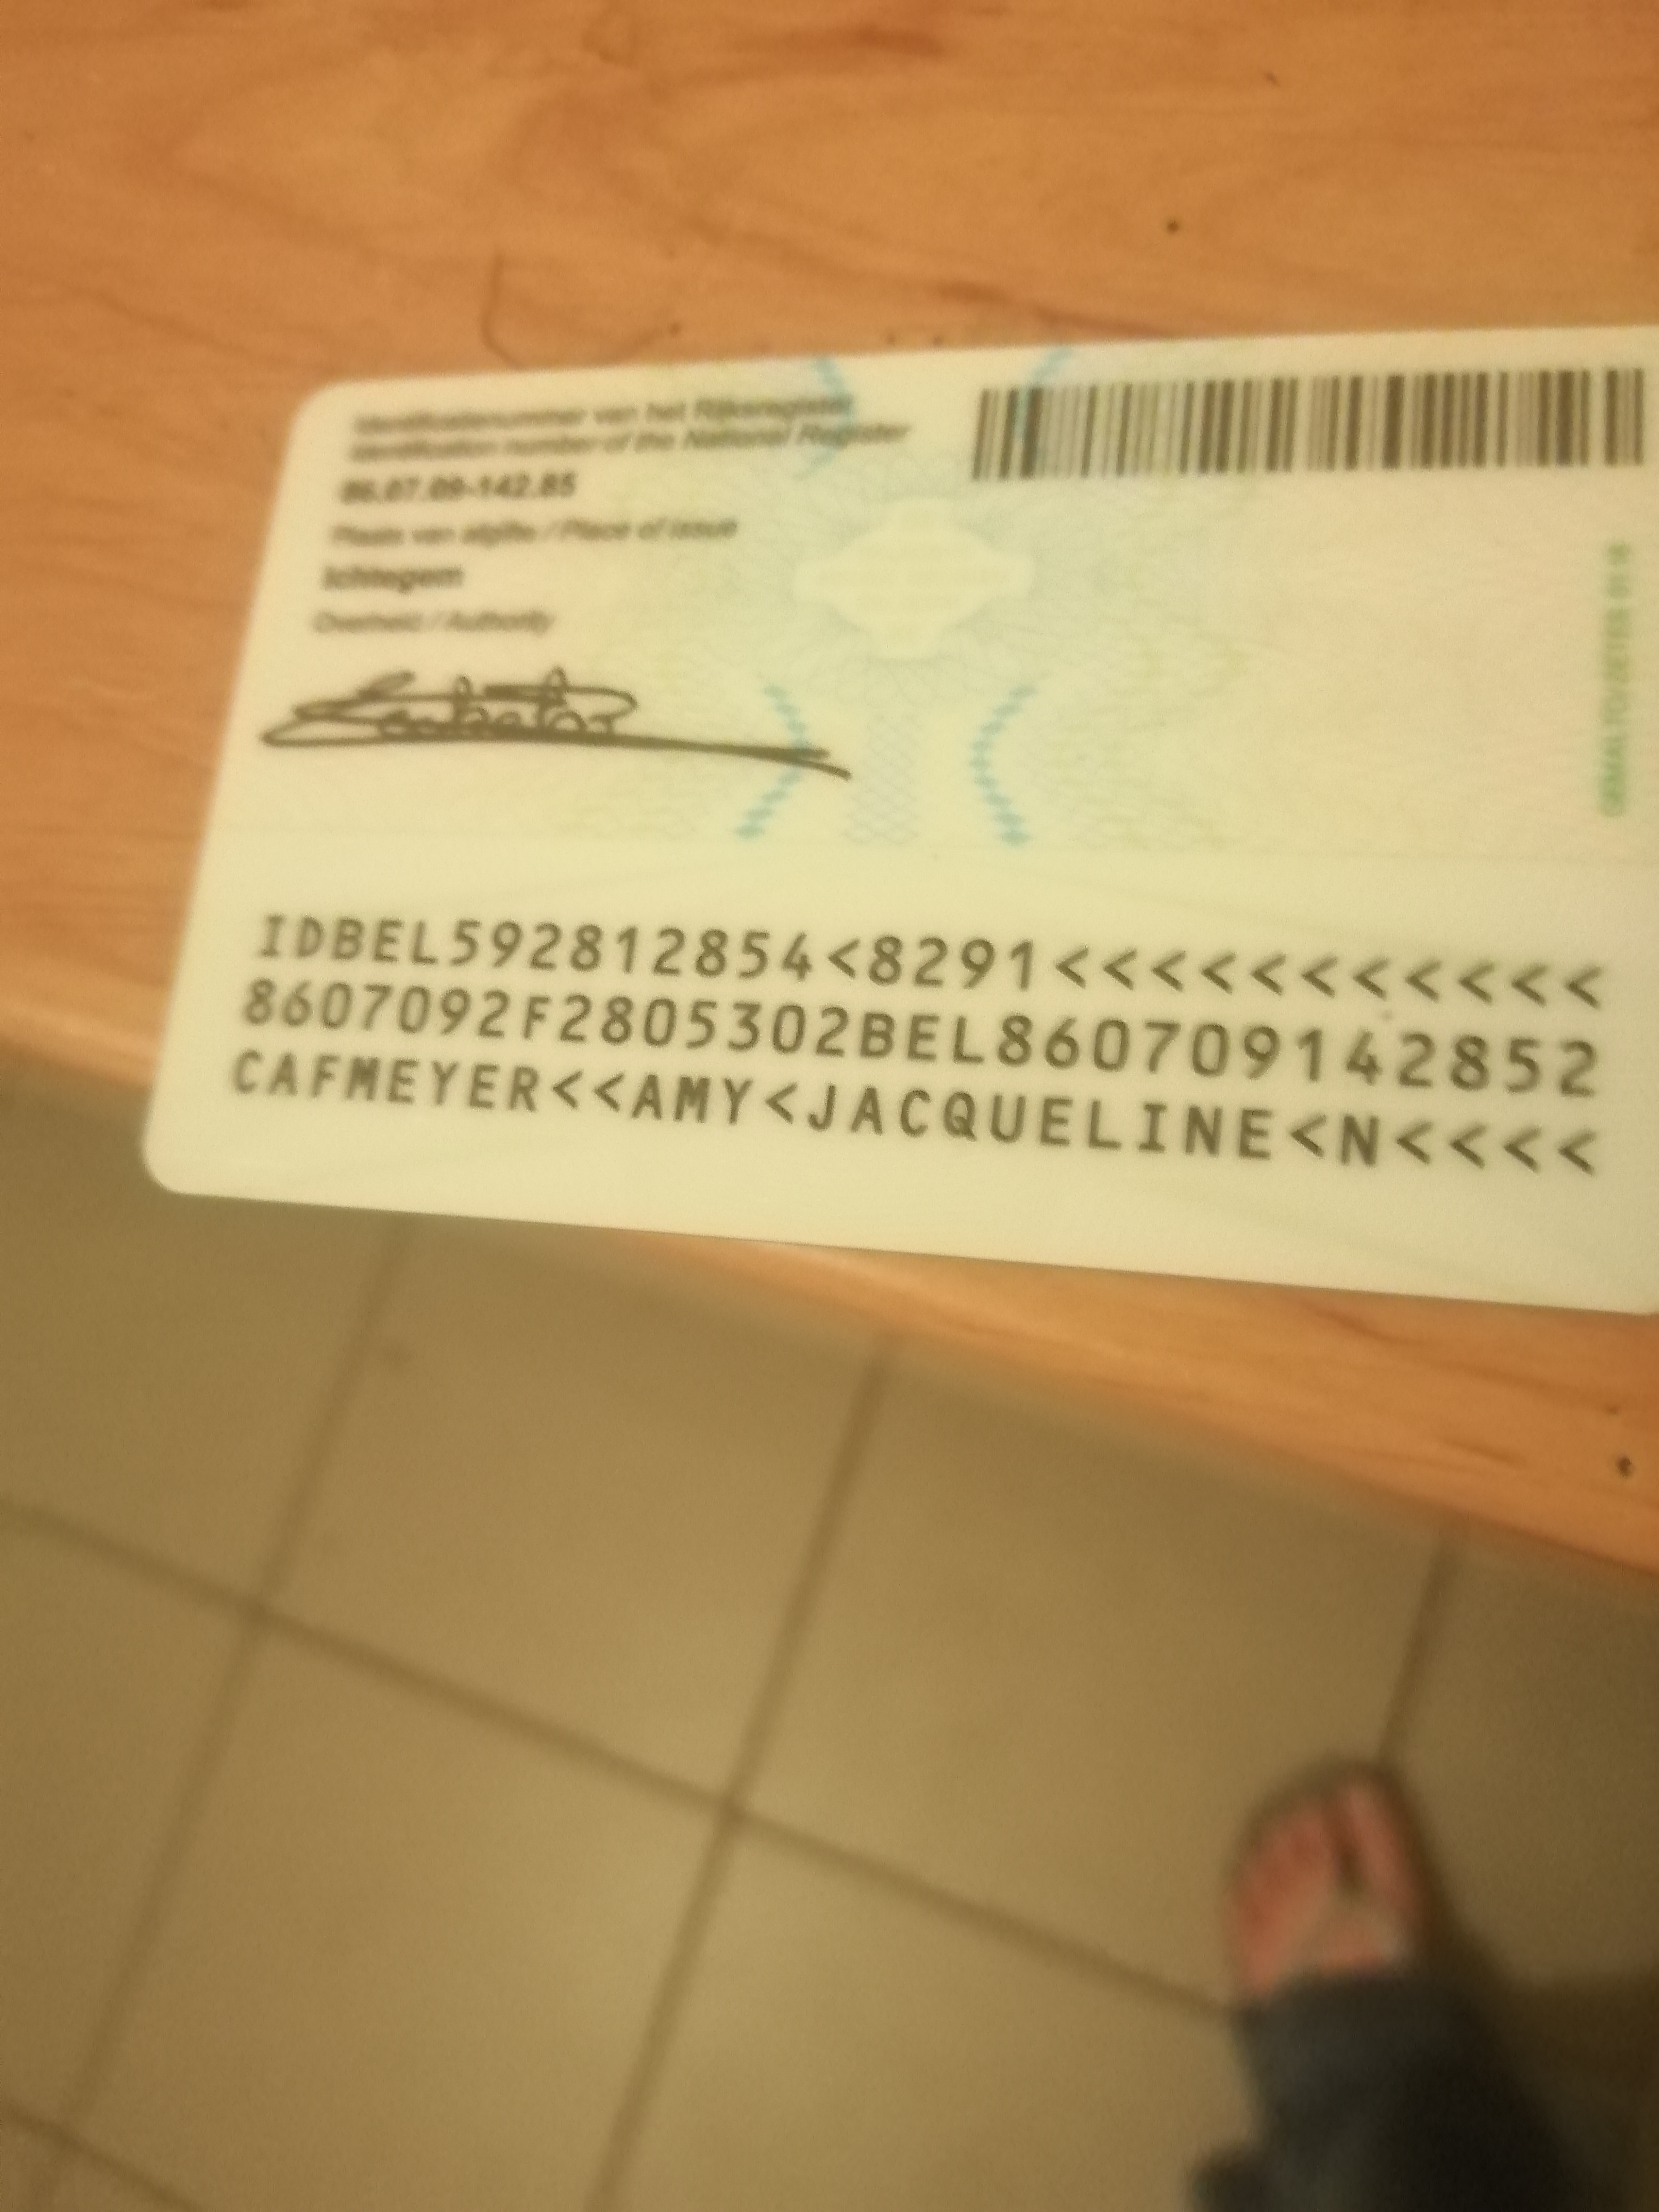 Identificatienummer van het Rijksregister
Identification number of the National Register
86.07.09-142.85
Plaats van afgifte / Place of issue
Ichtegem
Overheid / Authority
IDBEL592812854<8291<<<<<<<<<<<
8607092F2805302BEL860709142852
CAFMEYER<<AMY<JACQUELINE<N<<<<